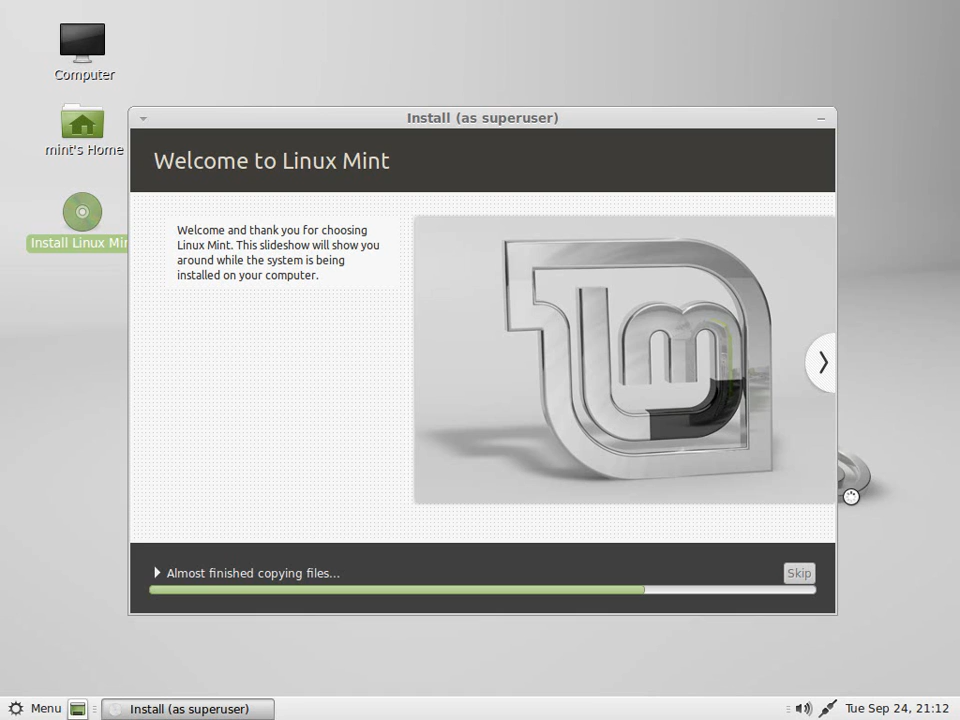 Computer
mint's Home
Install Linux Min
Install (as superuser)
Welcome to Linux Mint
Welcome and thank you for choosing
Linux Mint. This slideshow will show you
around while the system is being
installed on your computer.
Almost finished copying files...
Skip
Menu
Install (as superuser)
Tue Sep 24, 21:12